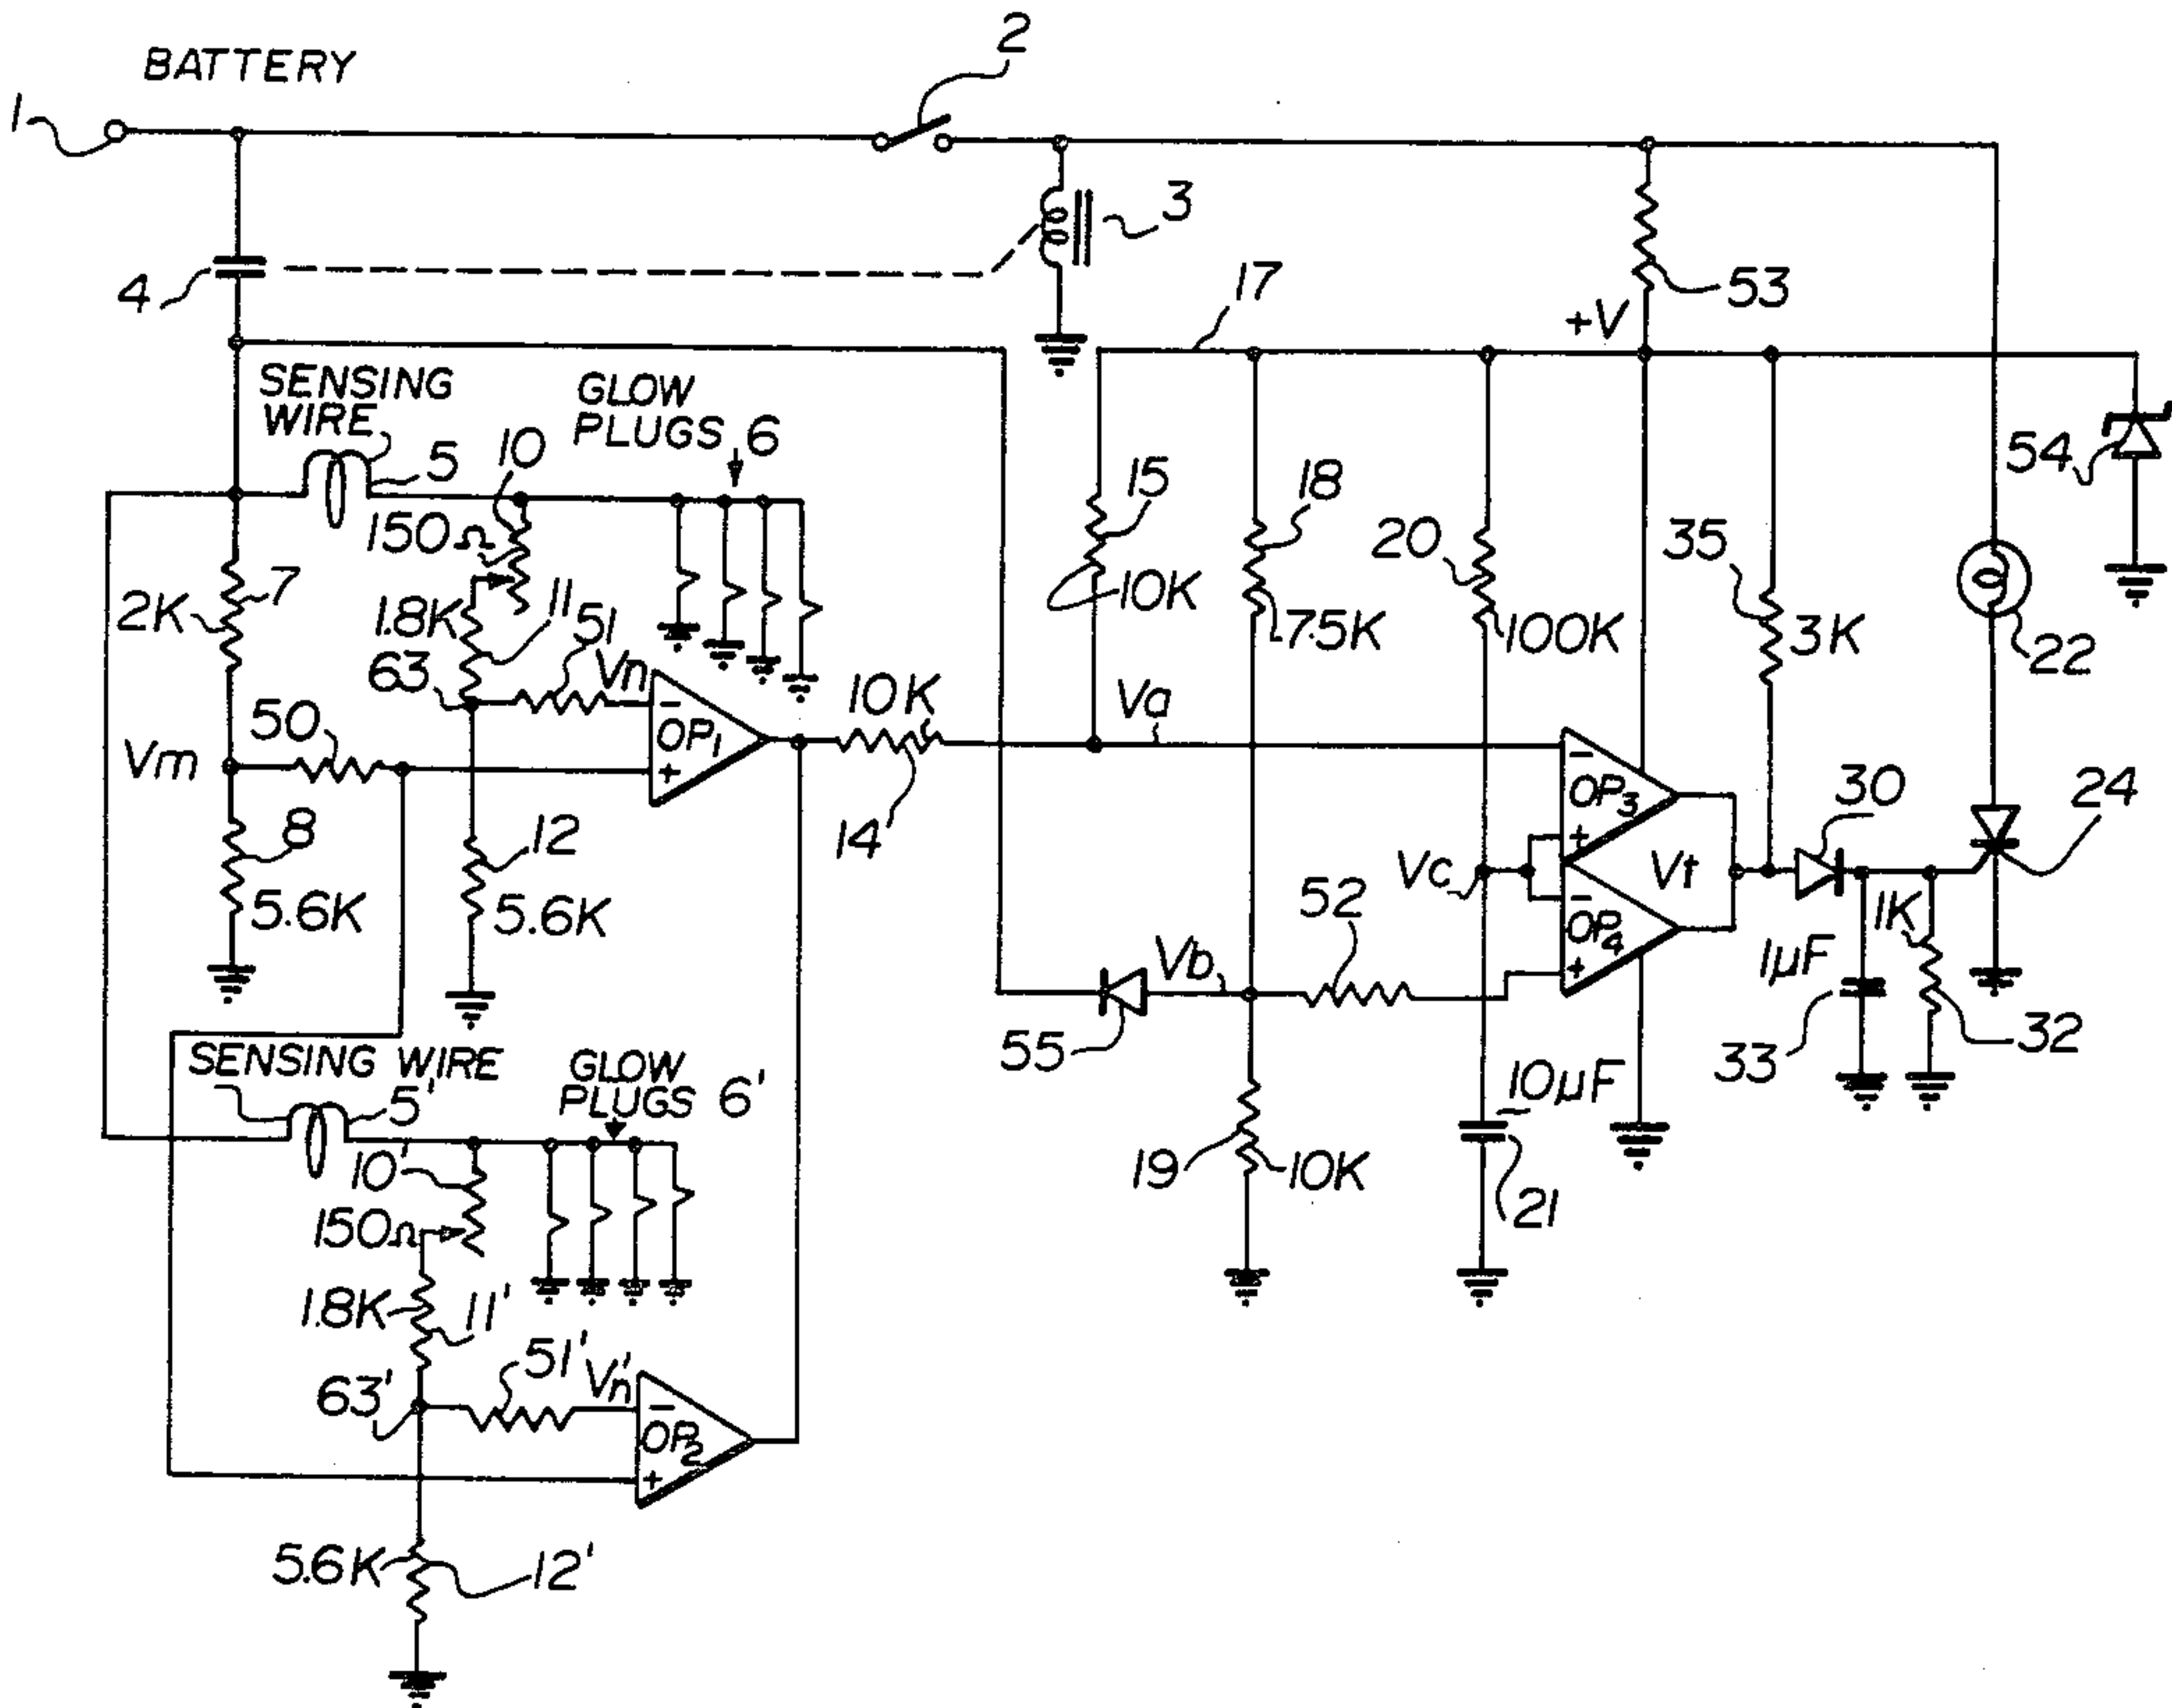 BATTERY
1
2
3
4
17
+V
53
SENSING
WIRE
5
GLOW
PLUGS 6
10
150Ω
15
10K
18
7.5K
20
100K
35
3K
54
22
7
2K
1.8K
11
51
63
Vn
50
Vm
OP1
-
+
10K
14
Va
8
5.6K
12
5.6K
-
OP3
+
-
OP4
+
Vc
Vt
30
24
52
Vb
55
1μF
33
1K
32
SENSING WIRE
5'
GLOW
PLUGS 6'
10'
150Ω
19
10K
10μF
21
1.8K
11'
51'
V'n
63'
-
OP2
+
5.6K
12'